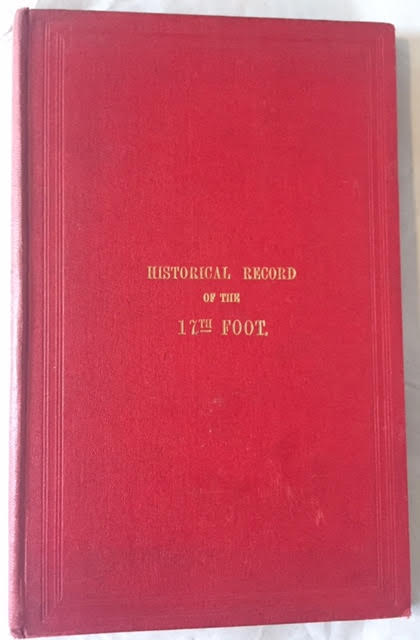 HISTORICAL RECORD
OF THE
17TH FOOT.